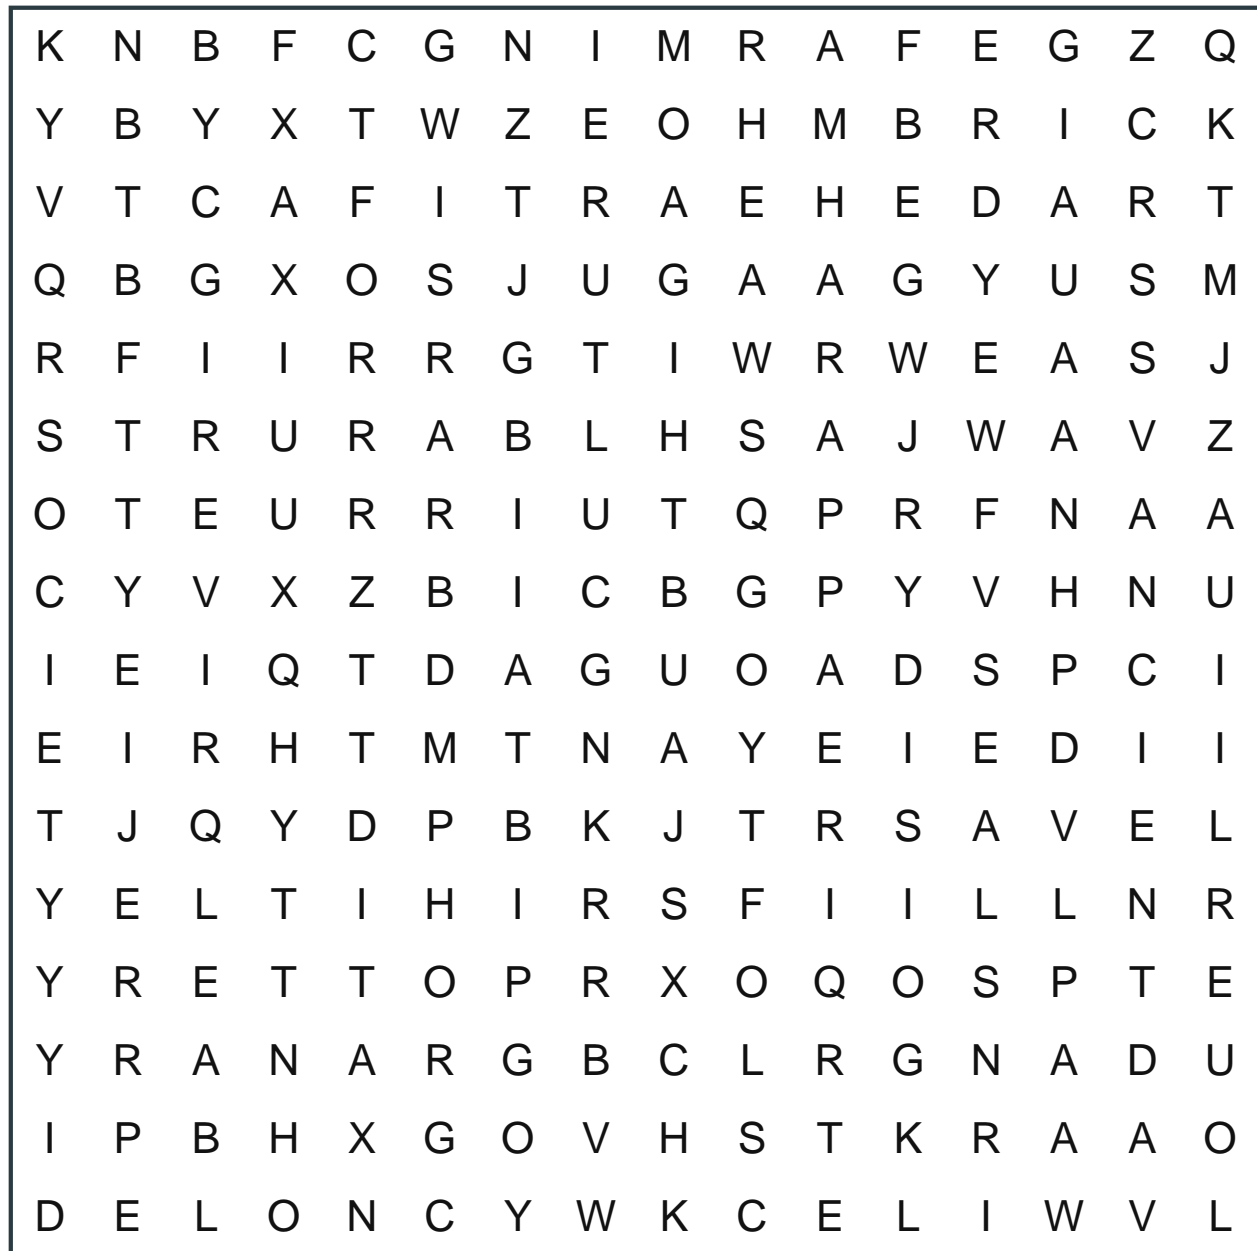 K N B F C G N I M R A F E G Z Q
Y B Y X T W Z E O H M B R I C K
V T C A F I T R A E H E D A R T
Q B G X O S J U G A A G Y U S M
R F I I R R G T I W R W E A S J
S T R U R A B L H S A J W A V Z
O T E U R R I U T Q P R F N A A
C Y V X Z B I C B G P Y V H N U
I E I Q T D A G U O A D S P C I
E I R H T M T N A Y E I E D I I
T J Q Y D P B K J T R S A V E L
Y E L T I H I R S F I I L L N R
Y R E T T O P R X O Q O S P T E
Y R A N A R G B C L R G N A D U
I P B H X G O V H S T K R A A O
D E L O N C Y W K C E L I W V L